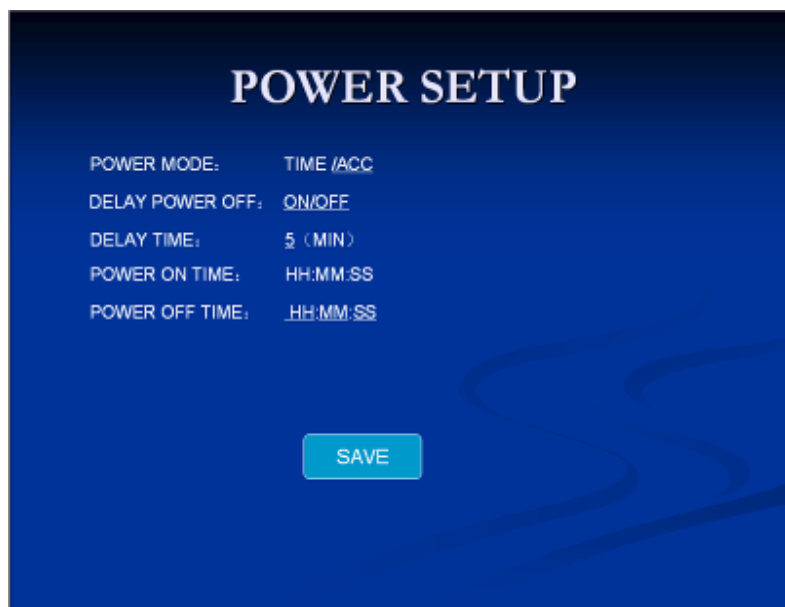 POWER SETUP
POWER MODE： TIME /ACC
DELAY POWER OFF： ON/OFF
DELAY TIME： 5（MIN）
POWER ON TIME： HH:MM:SS
POWER OFF TIME： HH:MM:SS
SAVE